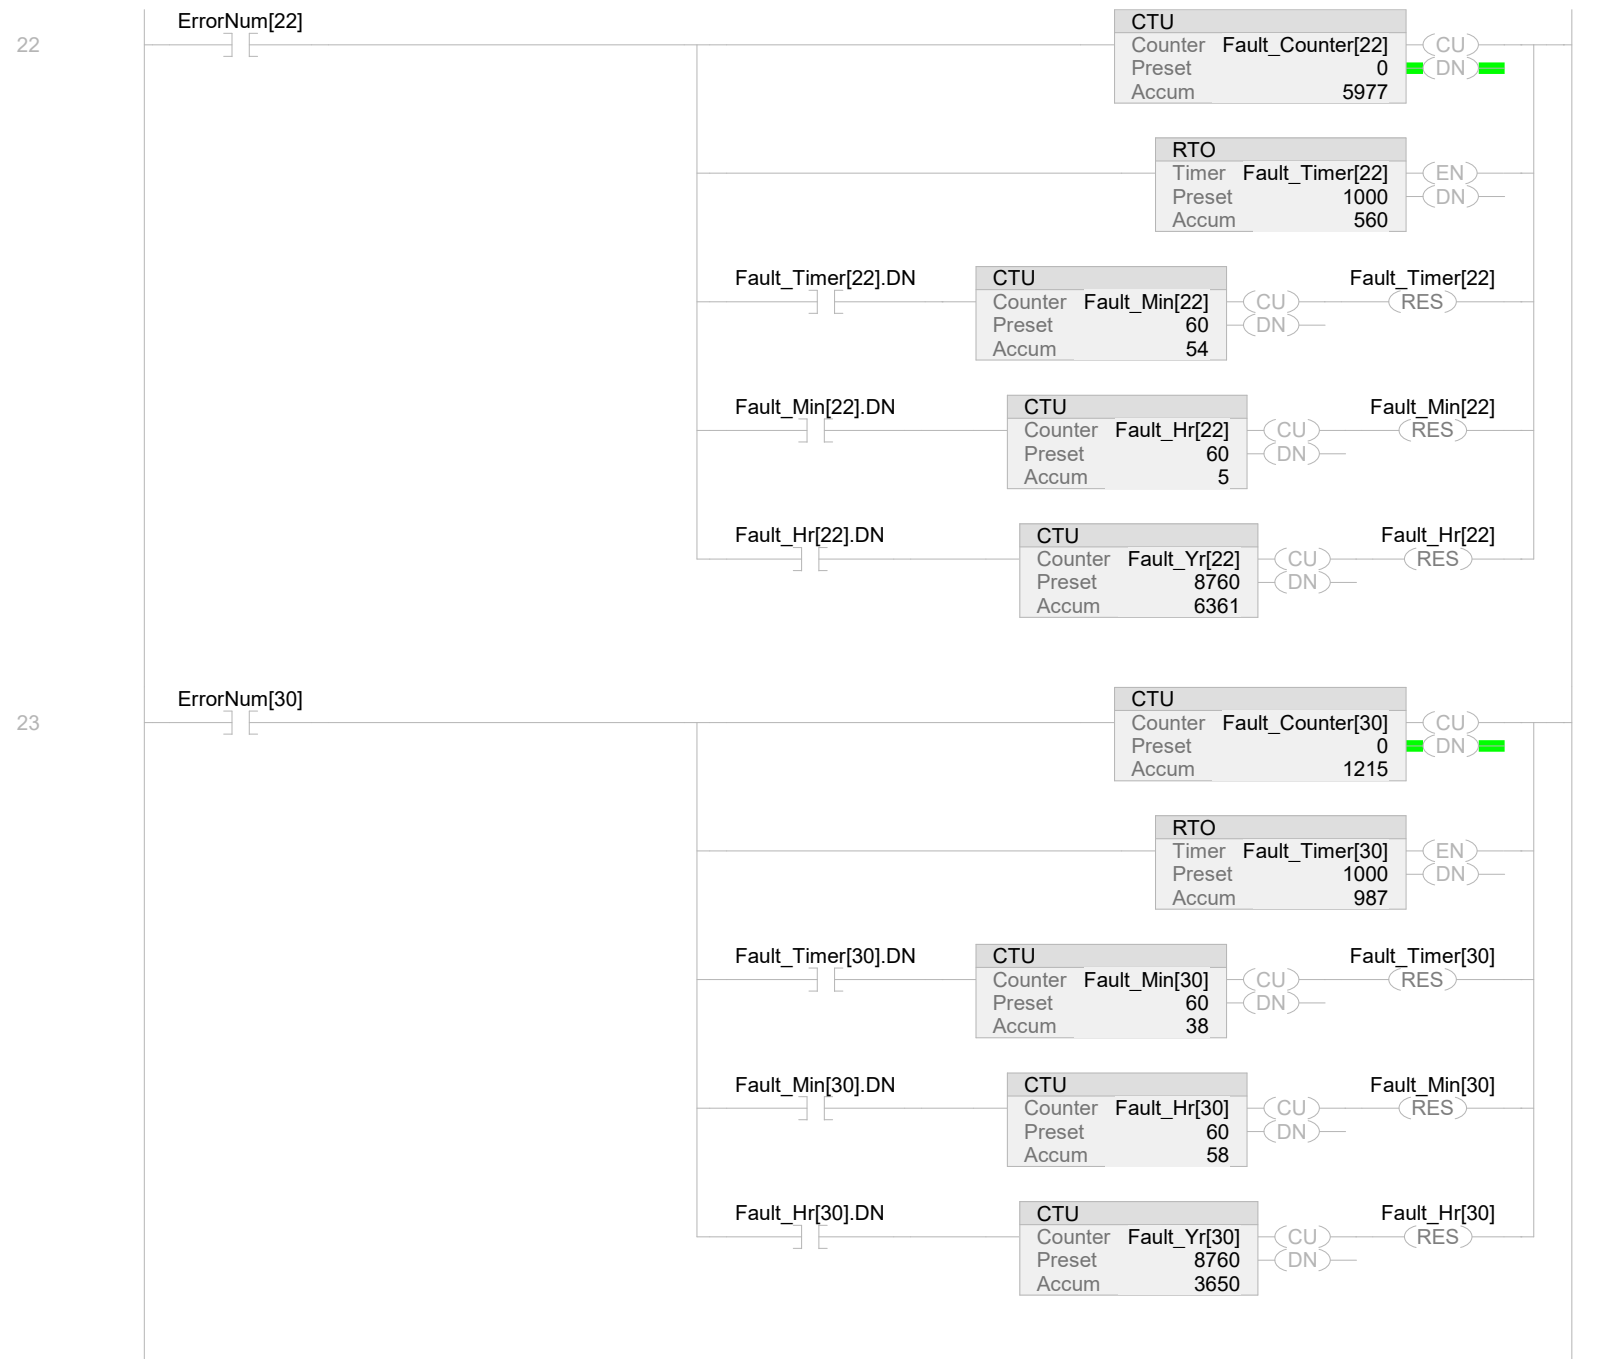 ErrorNum[22]
22
CTU
Counter Fault_Counter[22] CU
Preset 0 DN
Accum 5977
RTO
Timer Fault_Timer[22] EN
Preset 1000 DN
Accum 560
Fault_Timer[22].DN
CTU
Counter Fault_Min[22] CU
Preset 60 DN
Accum 54
Fault_Timer[22]
RES
Fault_Min[22].DN
CTU
Counter Fault_Hr[22] CU
Preset 60 DN
Accum 5
Fault_Min[22]
RES
Fault_Hr[22].DN
CTU
Counter Fault_Yr[22] CU
Preset 8760 DN
Accum 6361
Fault_Hr[22]
RES
ErrorNum[30]
23
CTU
Counter Fault_Counter[30] CU
Preset 0 DN
Accum 1215
RTO
Timer Fault_Timer[30] EN
Preset 1000 DN
Accum 987
Fault_Timer[30].DN
CTU
Counter Fault_Min[30] CU
Preset 60 DN
Accum 38
Fault_Timer[30]
RES
Fault_Min[30].DN
CTU
Counter Fault_Hr[30] CU
Preset 60 DN
Accum 58
Fault_Min[30]
RES
Fault_Hr[30].DN
CTU
Counter Fault_Yr[30] CU
Preset 8760 DN
Accum 3650
Fault_Hr[30]
RES